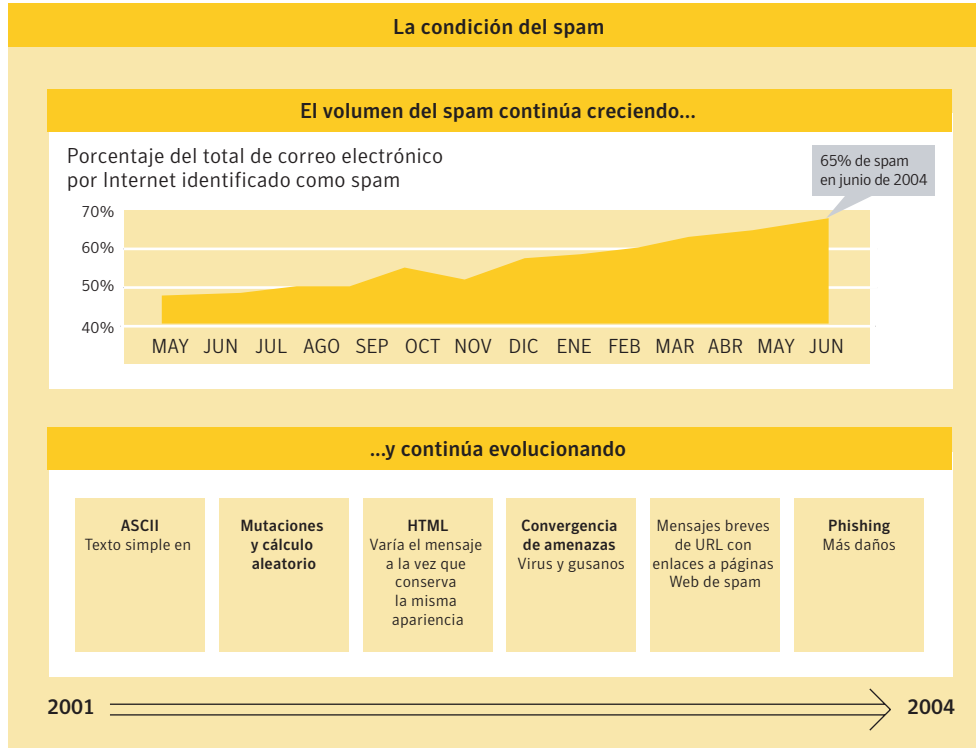 La condición del spam
El volumen del spam continúa creciendo...
Porcentaje del total de correo electrónico
por Internet identificado como spam
65% de spam
en junio de 2004
70%
60%
50%
40%
MAY JUN JUL AGO SEP OCT NOV DIC ENE FEB MAR ABR MAY JUN
...y continúa evolucionando
ASCII
Texto simple en
Mutaciones
y cálculo
aleatorio
HTML
Varía el mensaje
a la vez que
conserva
la misma
apariencia
Convergencia
de amenazas
Virus y gusanos
Mensajes breves
de URL con
enlaces a páginas
Web de spam
Phishing
Más daños
2001
2004